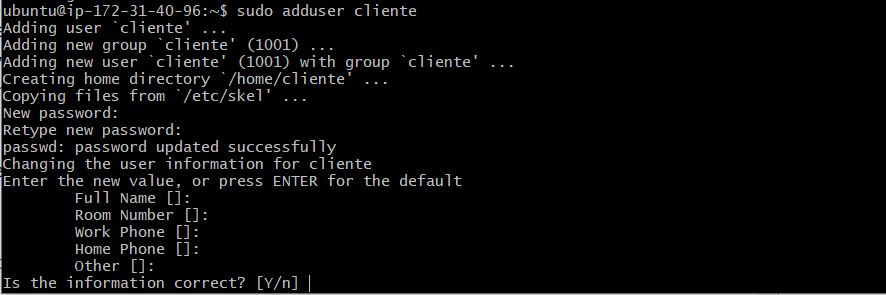 ubuntu@ip-172-31-40-96:~$ sudo adduser cliente
Adding user `cliente' ...
Adding new group `cliente' (1001) ...
Adding new user `cliente' (1001) with group `cliente' ...
Creating home directory `/home/cliente' ...
Copying files from `/etc/skel' ...
New password:
Retype new password:
passwd: password updated successfully
Changing the user information for cliente
Enter the new value, or press ENTER for the default
        Full Name []:
        Room Number []:
        Work Phone []:
        Home Phone []:
        Other []:
Is the information correct? [Y/n]